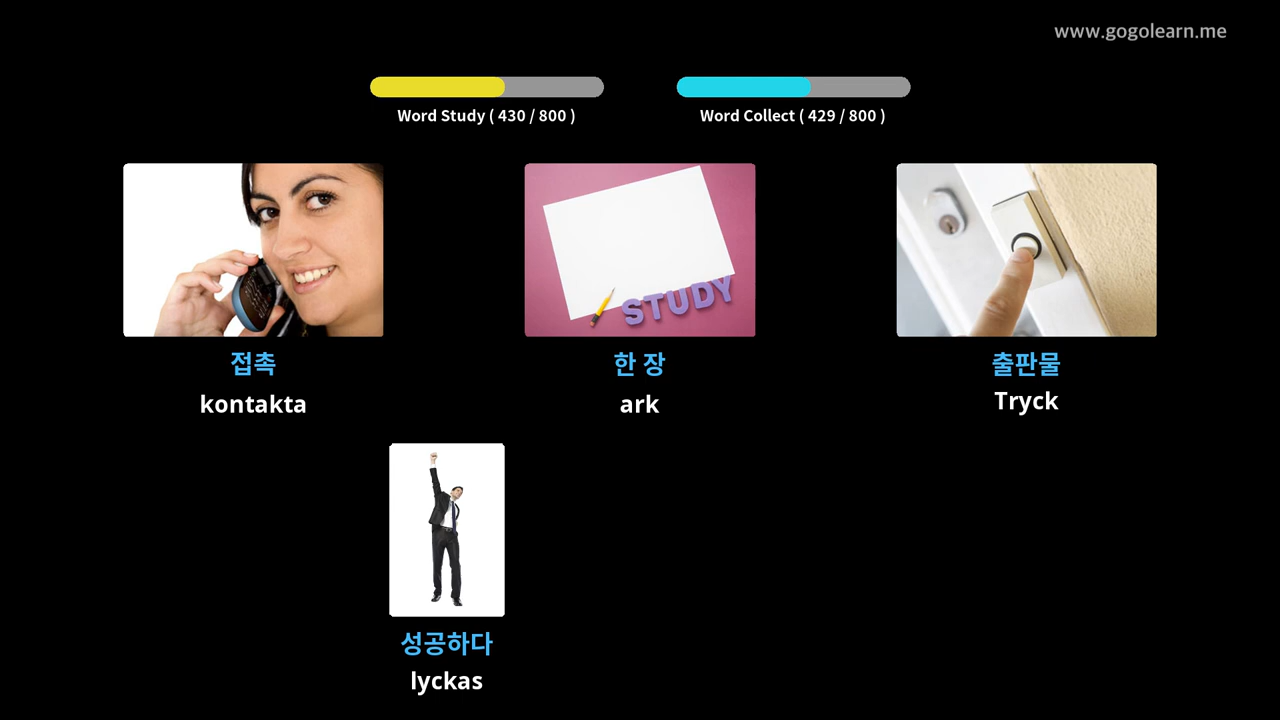 www.gogolearn.me
Word Study ( 430 / 800 )
Word Collect ( 429 / 800 )
STUDY
접촉
kontakta
한 장
ark
출판물
Tryck
성공하다
lyckas